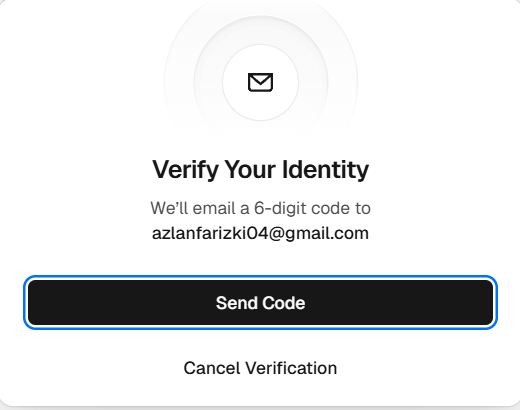 Verify Your Identity
We’ll email a 6-digit code to
azlanfarizki04@gmail.com
Send Code
Cancel Verification